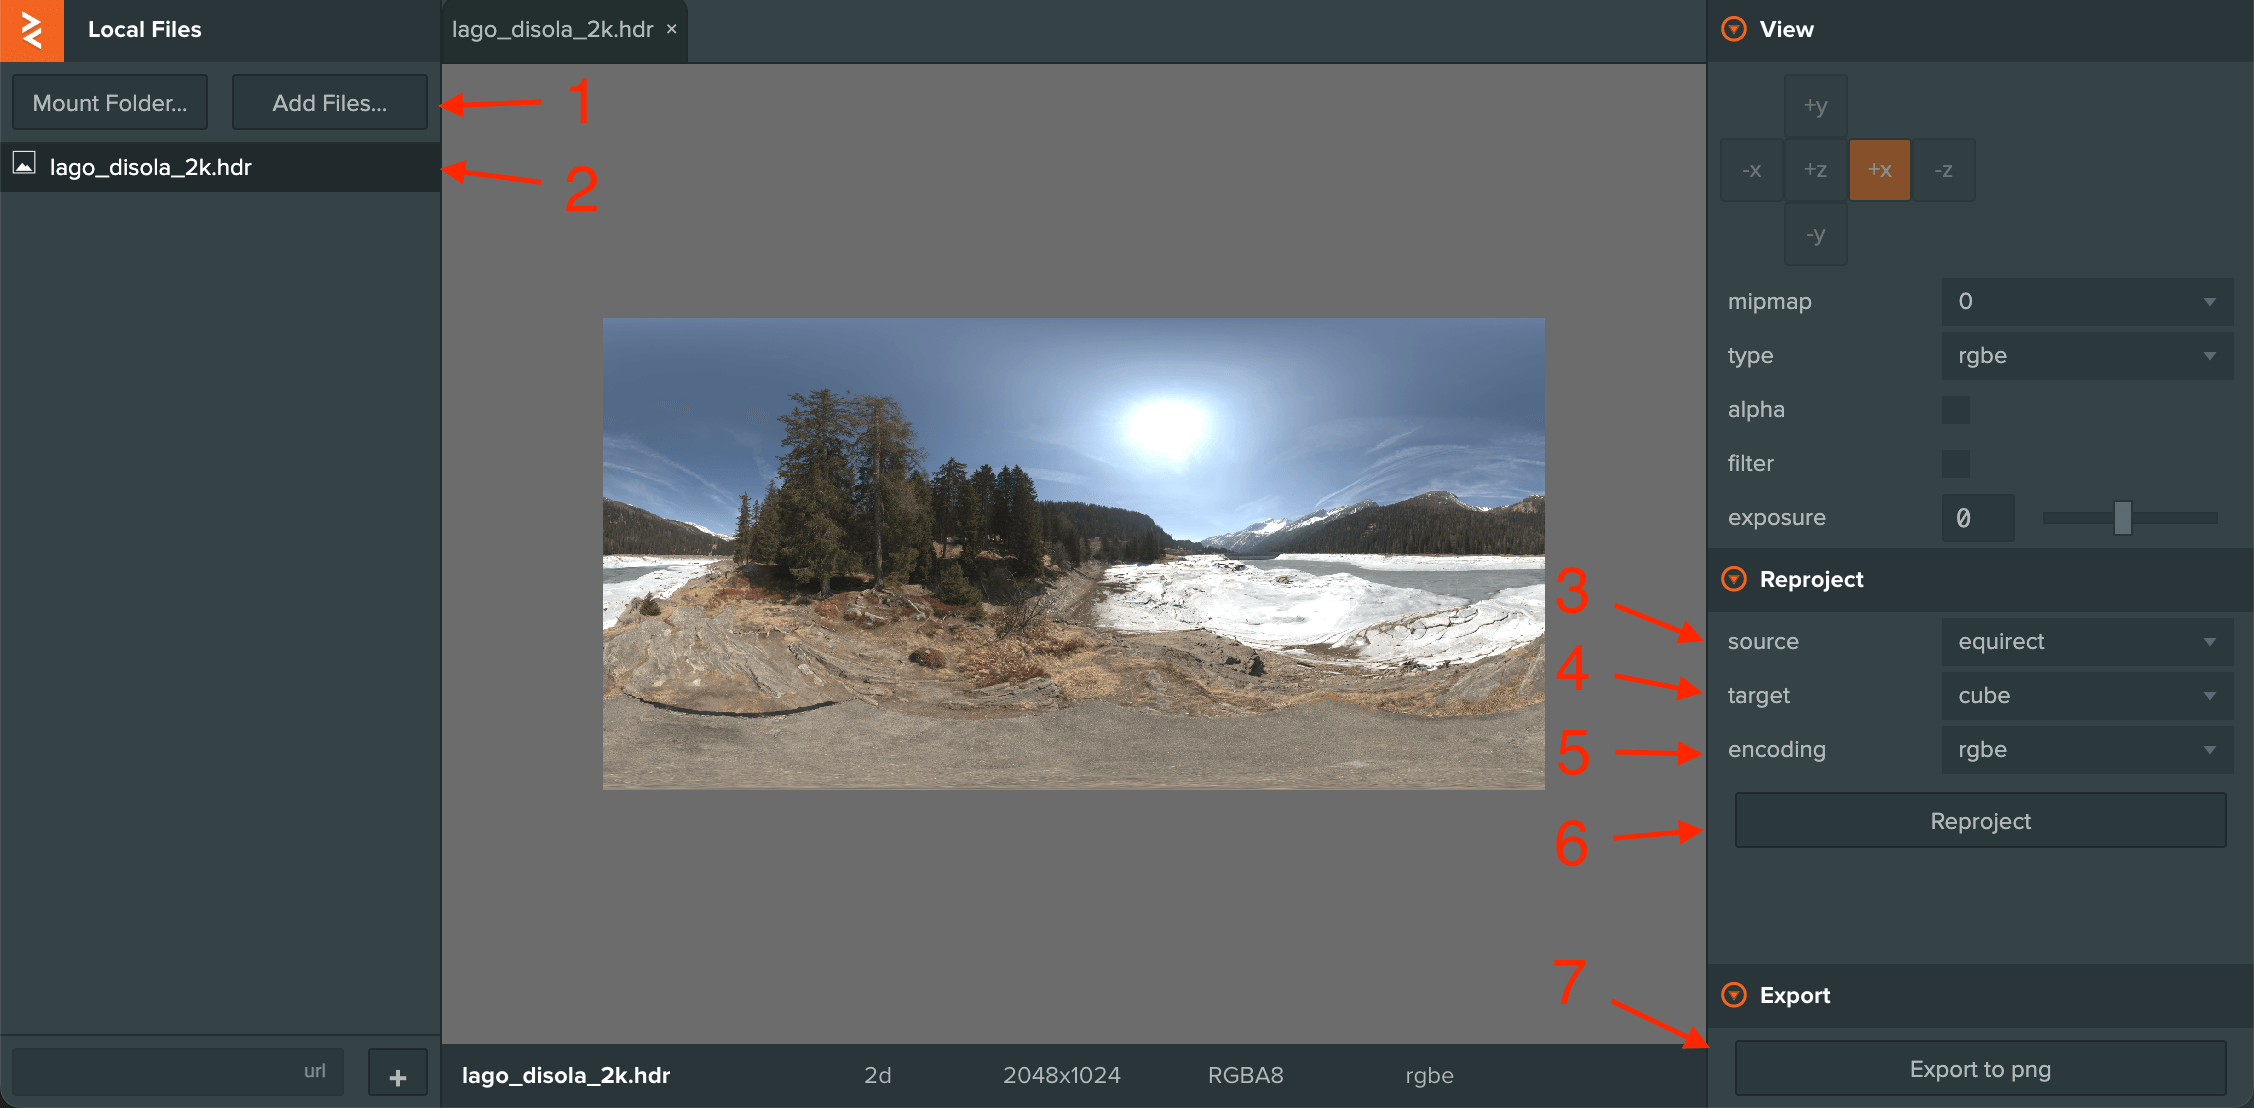 Local Files
lago_disola_2k.hdr ×
View
Mount Folder...
Add Files...
1
lago_disola_2k.hdr
2
+y
-x
+z
+x
-z
-y
mipmap
0
type
rgbe
alpha
filter
exposure
0
Reproject
3
source
equirect
4
target
cube
5
encoding
rgbe
6
Reproject
7
Export
Export to png
url
+
lago_disola_2k.hdr
2d
2048x1024
RGBA8
rgbe